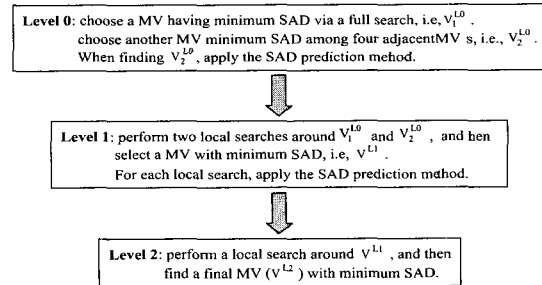 Level 0: choose a MV having minimum SAD via a full search, i.e, V₁ᴸ⁰ .
choose another MV minimum SAD among four adjacentMV s, i.e., V₂ᴸ⁰ .
When finding V₂ᴸ⁰, apply the SAD prediction mehod.
Level 1: perform two local searches around V₁ᴸ⁰ and V₂ᴸ⁰ , and hen
select a MV with minimum SAD, i.e, Vᴸ¹ .
For each local search, apply the SAD prediction method.
Level 2: perform a local search around Vᴸ¹ , and then
find a final MV (Vᴸ²) with minimum SAD.